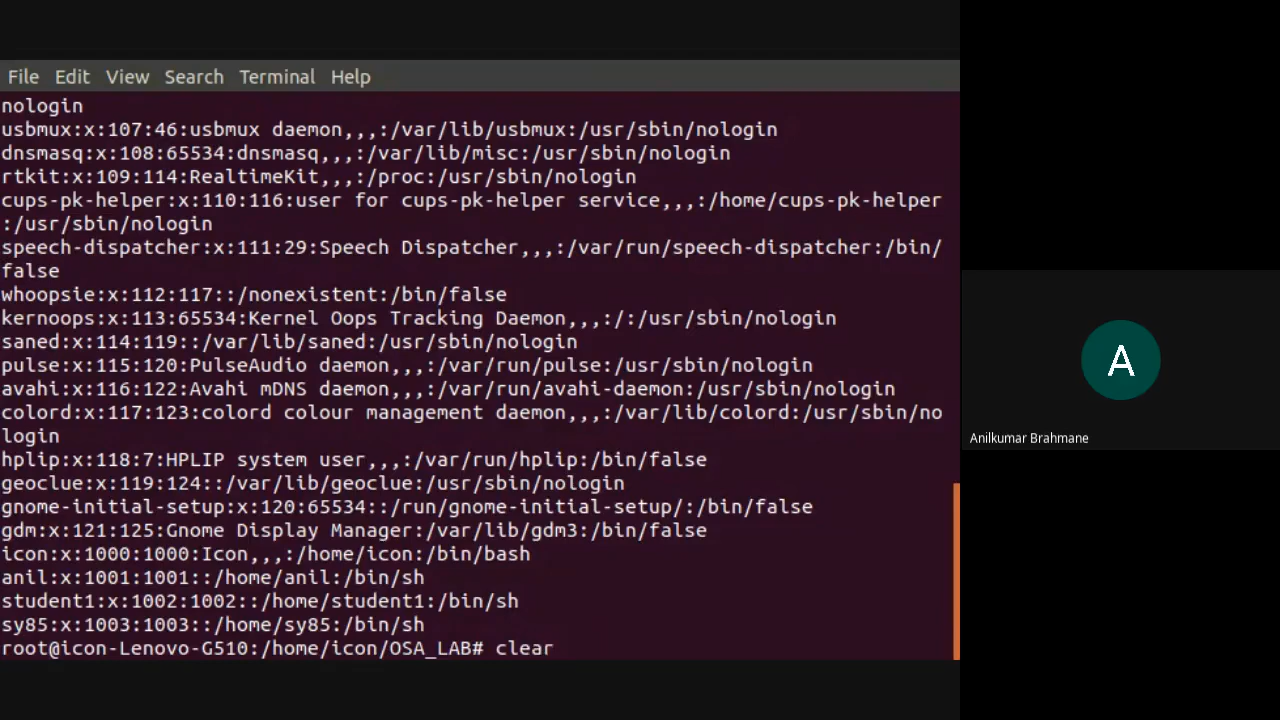 File Edit View Search Terminal Help
nologin
usbmux:x:107:46:usbmux daemon,,,:/var/lib/usbmux:/usr/sbin/nologin
dnsmasq:x:108:65534:dnsmasq,,,:/var/lib/misc:/usr/sbin/nologin
rtkit:x:109:114:RealtimeKit,,,:/proc:/usr/sbin/nologin
cups-pk-helper:x:110:116:user for cups-pk-helper service,,,:/home/cups-pk-helper
:/usr/sbin/nologin
speech-dispatcher:x:111:29:Speech Dispatcher,,,:/var/run/speech-dispatcher:/bin/
false
whoopsie:x:112:117::/nonexistent:/bin/false
kernoops:x:113:65534:Kernel Oops Tracking Daemon,,,:/:/usr/sbin/nologin
saned:x:114:119::/var/lib/saned:/usr/sbin/nologin
pulse:x:115:120:PulseAudio daemon,,,:/var/run/pulse:/usr/sbin/nologin
avahi:x:116:122:Avahi mDNS daemon,,,:/var/run/avahi-daemon:/usr/sbin/nologin
colord:x:117:123:colord colour management daemon,,,:/var/lib/colord:/usr/sbin/no
login
hplip:x:118:7:HPLIP system user,,,:/var/run/hplip:/bin/false
geoclue:x:119:124::/var/lib/geoclue:/usr/sbin/nologin
gnome-initial-setup:x:120:65534::/run/gnome-initial-setup/:/bin/false
gdm:x:121:125:Gnome Display Manager:/var/lib/gdm3:/bin/false
icon:x:1000:1000:Icon,,,:/home/icon:/bin/bash
anil:x:1001:1001::/home/anil:/bin/sh
student1:x:1002:1002::/home/student1:/bin/sh
sy85:x:1003:1003::/home/sy85:/bin/sh
root@icon-Lenovo-G510:/home/icon/OSA_LAB# clear
A
Anilkumar Brahmane